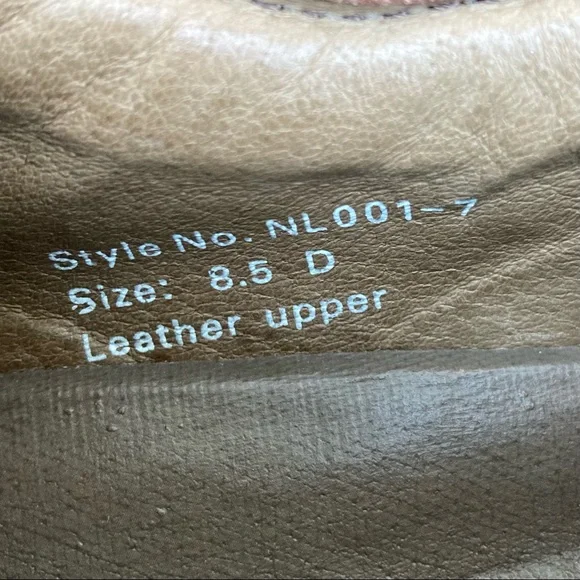 Style No. NL001-7
Size: 8.5 D
Leather upper